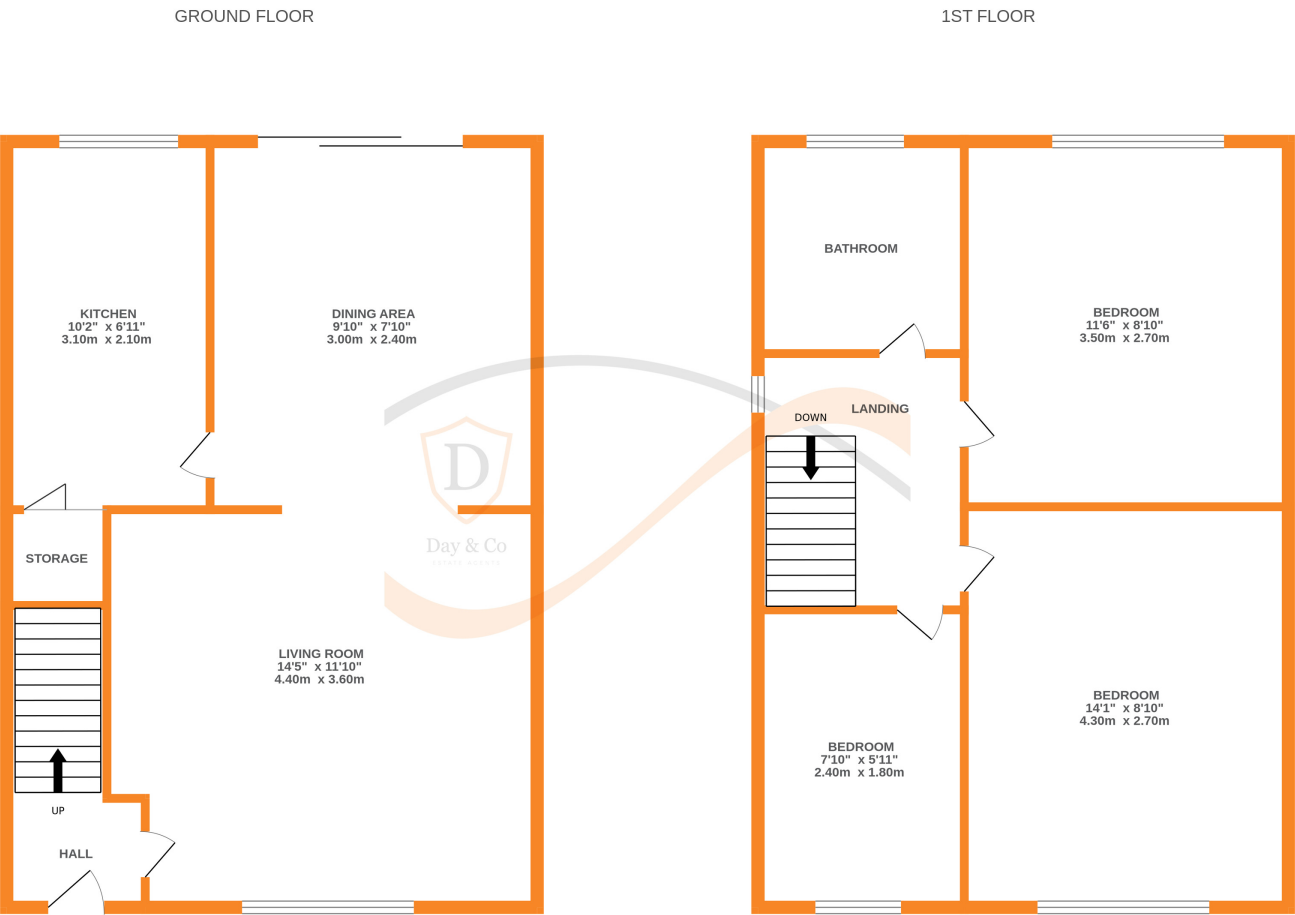 GROUND FLOOR
1ST FLOOR
KITCHEN
10'2" x 6'11"
3.10m x 2.10m
DINING AREA
9'10" x 7'10"
3.00m x 2.40m
STORAGE
LIVING ROOM
14'5" x 11'10"
4.40m x 3.60m
UP
HALL
D
Day & Co
ESTATE AGENTS
BATHROOM
BEDROOM
11'6" x 8'10"
3.50m x 2.70m
LANDING
DOWN
BEDROOM
14'1" x 8'10"
4.30m x 2.70m
BEDROOM
7'10" x 5'11"
2.40m x 1.80m